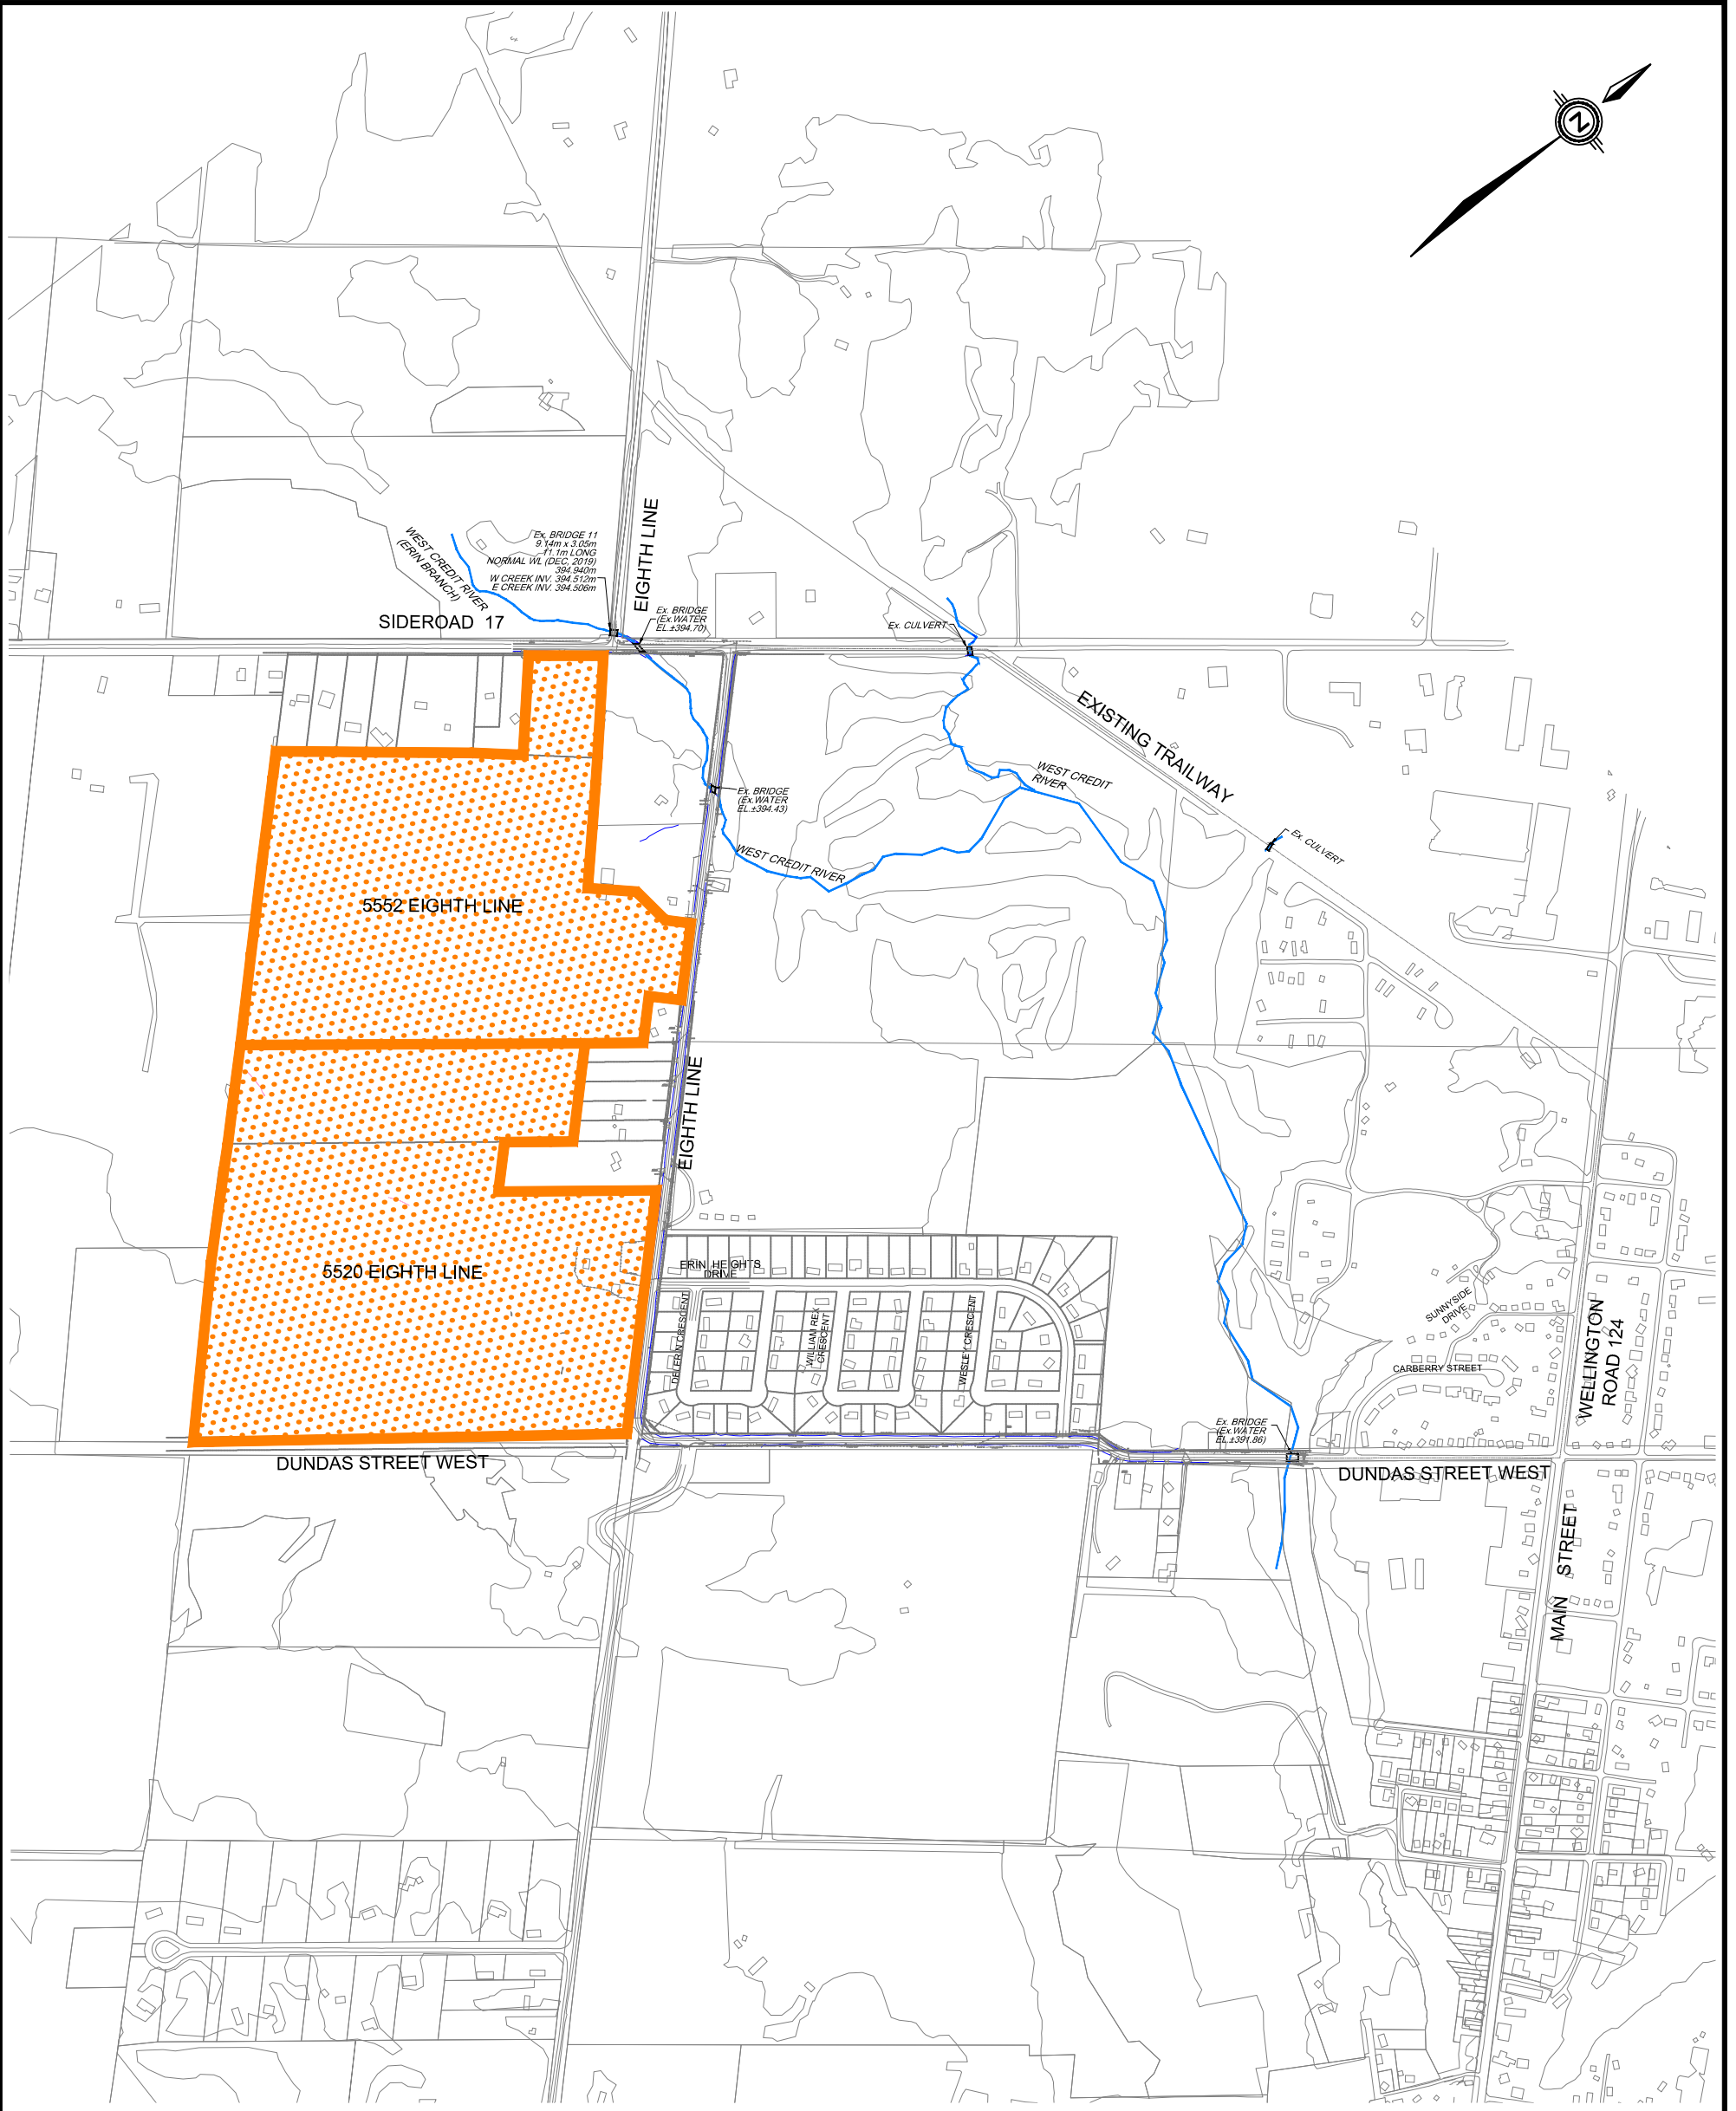 N
EIGHTH LINE
WEST CREDIT RIVER
(ERIN BRANCH)
Ex. BRIDGE 11
9.14m x 3.05m
11.1m LONG
NORMAL WL (DEC, 2019)
394.940m
W CREEK INV. 394.512m
E CREEK INV. 394.506m
SIDEROAD 17
Ex. BRIDGE
(Ex.WATER
EL.±394.70)
Ex. CULVERT
EXISTING TRAILWAY
WEST CREDIT
RIVER
Ex. BRIDGE
(Ex.WATER
EL.±394.43)
WEST CREDIT RIVER
Ex. CULVERT
5552 EIGHTH LINE
EIGHTH LINE
5520 EIGHTH LINE
ERIN HEIGHTS
DRIVE
DELERIN CRESCENT
WILLIAM REX
CRESCENT
WESLEY CRESCENT
SUNNYSIDE
DRIVE
CARBERRY STREET
WELLINGTON
ROAD 124
Ex. BRIDGE
(Ex.WATER
EL.±391.86)
DUNDAS STREET WEST
DUNDAS STREET WEST
MAIN STREET